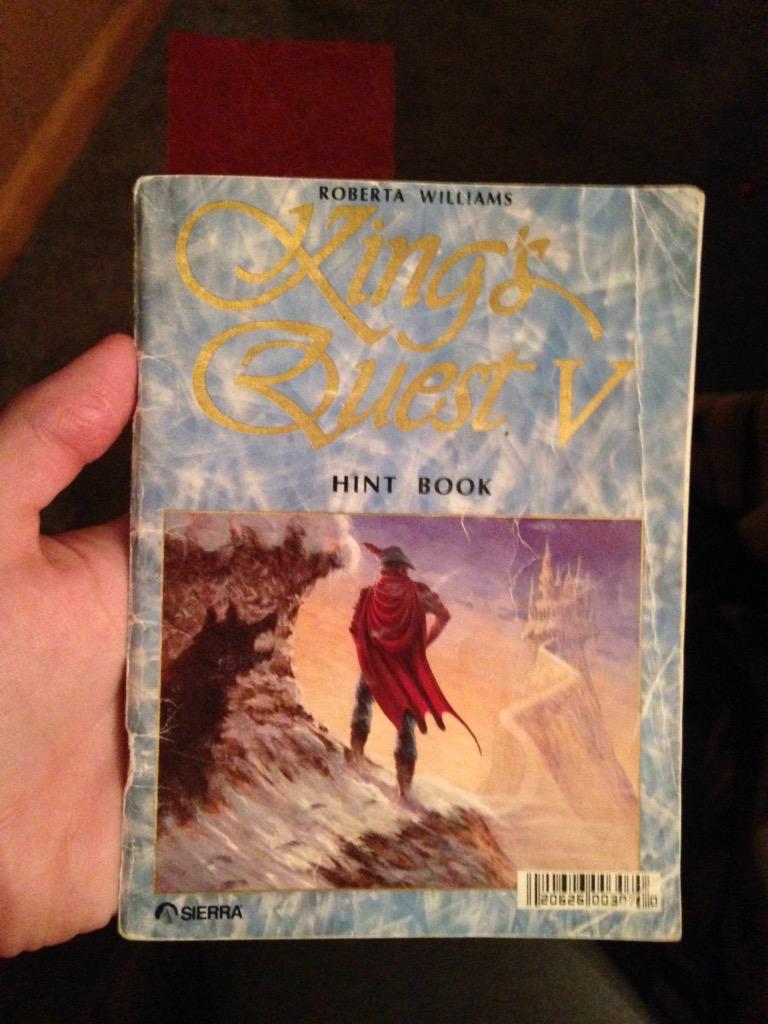 ROBERTA WILLIAMS
King's
Quest V
HINT BOOK
SIERRA